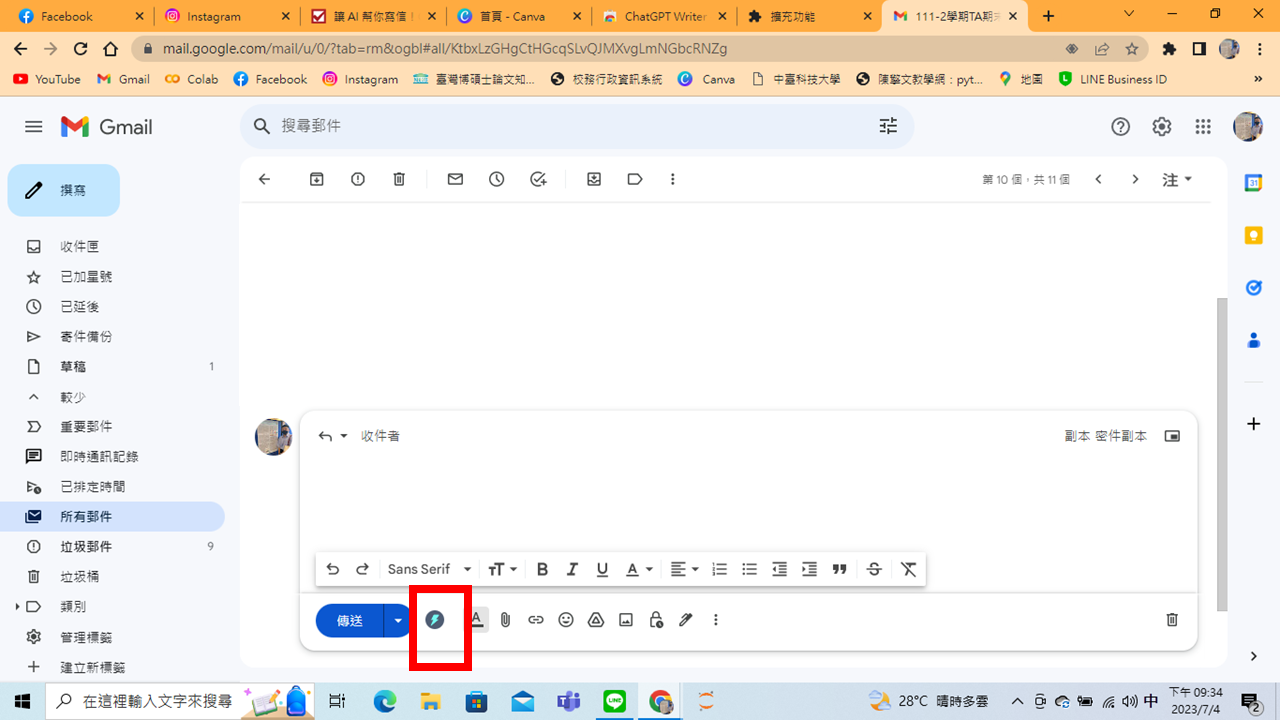 Facebook
Instagram
讓 AI 幫你寫信！
首頁 - Canva
ChatGPT Writer
擴充功能
111-2學期TA期末
mail.google.com/mail/u/0/?tab=rm&ogbl#all/KtbxLzGHgCtHGcqSLvQJMXvgLmNGbcRNZg
YouTube
Gmail
Colab
Facebook
Instagram
臺灣博碩士論文知...
校務行政資訊系統
Canva
中臺科技大學
陳擎文教學網：pyt...
地圖
LINE Business ID
»
Gmail
搜尋郵件
撰寫
第 10 個，共 11 個
注
31
收件匣
已加星號
已延後
寄件備份
草稿 1
較少
重要郵件
即時通訊記錄
已排定時間
所有郵件
垃圾郵件 9
垃圾桶
類別
管理標籤
建立新標籤
收件者
副本 密件副本
Sans Serif
B I U A
傳送
A
在這裡輸入文字來搜尋
28°C 晴時多雲
中
下午 09:34
2023/7/4
2